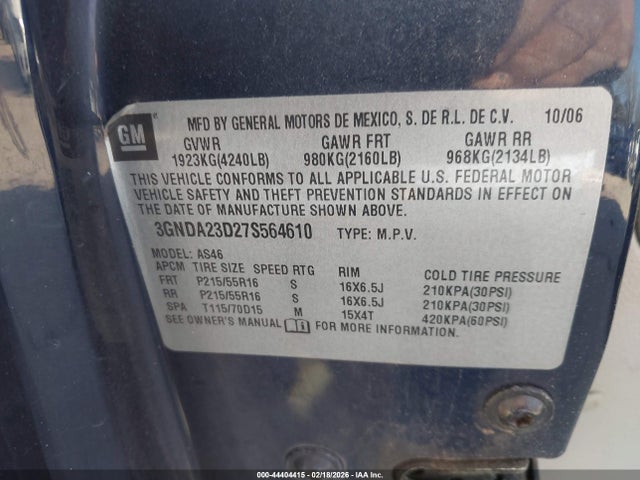 GM
MFD BY GENERAL MOTORS DE MEXICO, S. DE R.L. DE C.V. 10/06
GVWR GAWR FRT GAWR RR
1923KG(4240LB) 980KG(2160LB) 968KG(2134LB)
THIS VEHICLE CONFORMS TO ALL APPLICABLE U.S. FEDERAL MOTOR
VEHICLE SAFETY AND THEFT PREVENTION STANDARDS IN EFFECT ON
THE DATE OF MANUFACTURE SHOWN ABOVE.
3GNDA23D27S564610 TYPE: M.P.V.
MODEL: AS46
APCM TIRE SIZE SPEED RTG RIM COLD TIRE PRESSURE
FRT P215/55R16 S 16X6.5J 210KPA(30PSI)
RR P215/55R16 S 16X6.5J 210KPA(30PSI)
SPA T115/70D15 M 15X4T 420KPA(60PSI)
SEE OWNER'S MANUAL FOR MORE INFORMATION.
000-44404415 | 02/18/2026 - IAA Inc.